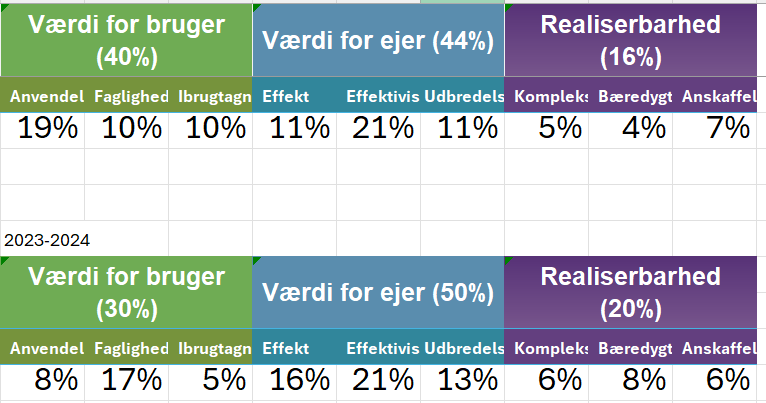 Værdi for bruger (40%) Værdi for ejer (44%) Realiserbarhed (16%)
Anvendel Faglighed Ibrugtagn Effekt Effektivis Udbredels Kompleks Bæredygt Anskaffel
19% 10% 10% 11% 21% 11% 5% 4% 7%
2023-2024
Værdi for bruger (30%) Værdi for ejer (50%) Realiserbarhed (20%)
Anvendel Faglighed Ibrugtagn Effekt Effektivis Udbredels Kompleks Bæredygt Anskaffel
8% 17% 5% 16% 21% 13% 6% 8% 6%